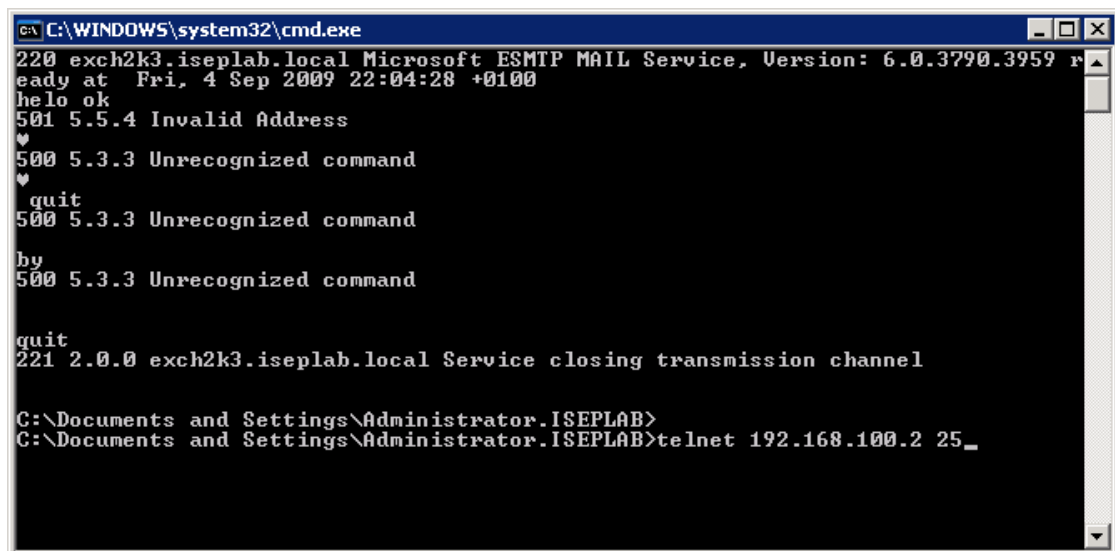 C:\WINDOWS\system32\cmd.exe
220 exch2k3.iseplab.local Microsoft ESMTP MAIL Service, Version: 6.0.3790.3959 r
eady at  Fri, 4 Sep 2009 22:04:28 +0100
helo ok
501 5.5.4 Invalid Address
♥
500 5.3.3 Unrecognized command
♥
 quit
500 5.3.3 Unrecognized command
by
500 5.3.3 Unrecognized command
quit
221 2.0.0 exch2k3.iseplab.local Service closing transmission channel
C:\Documents and Settings\Administrator.ISEPLAB>
C:\Documents and Settings\Administrator.ISEPLAB>telnet 192.168.100.2 25_